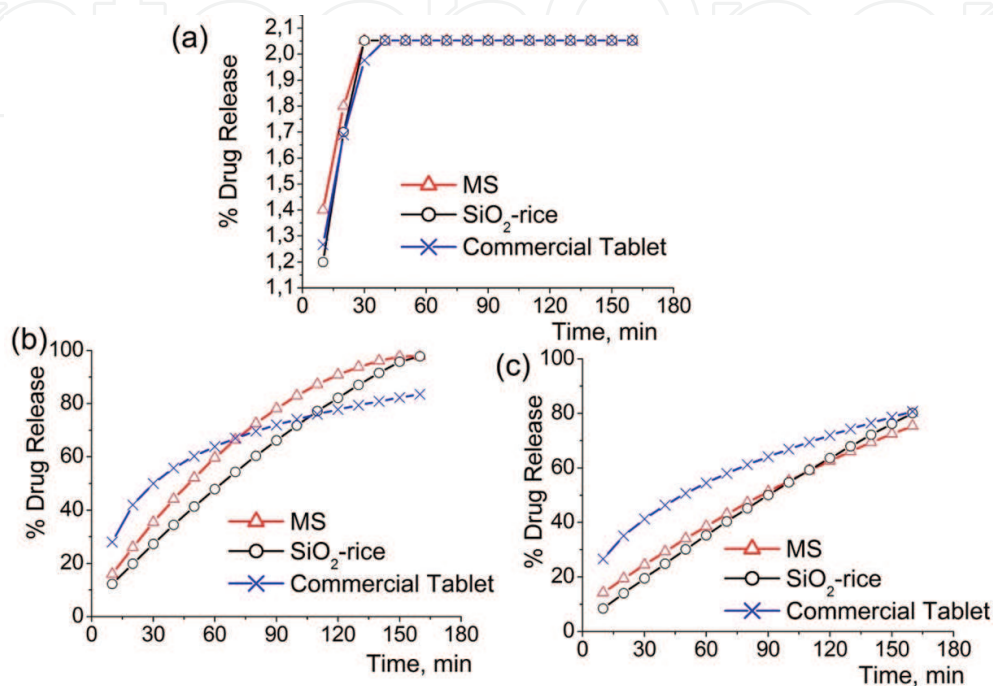 (a)
% Drug Release
2,1
2,0
1,9
1,8
1,7
1,6
1,5
1,4
1,3
1,2
1,1
MS
SiO₂-rice
Commercial Tablet
0 30 60 90 120 150 180
Time, min
(b)
% Drug Release
100
80
60
40
20
0
MS
SiO₂-rice
Commercial Tablet
0 30 60 90 120 150 180
Time, min
(c)
% Drug Release
100
80
60
40
20
0
MS
SiO₂-rice
Commercial Tablet
0 30 60 90 120 150 180
Time, min